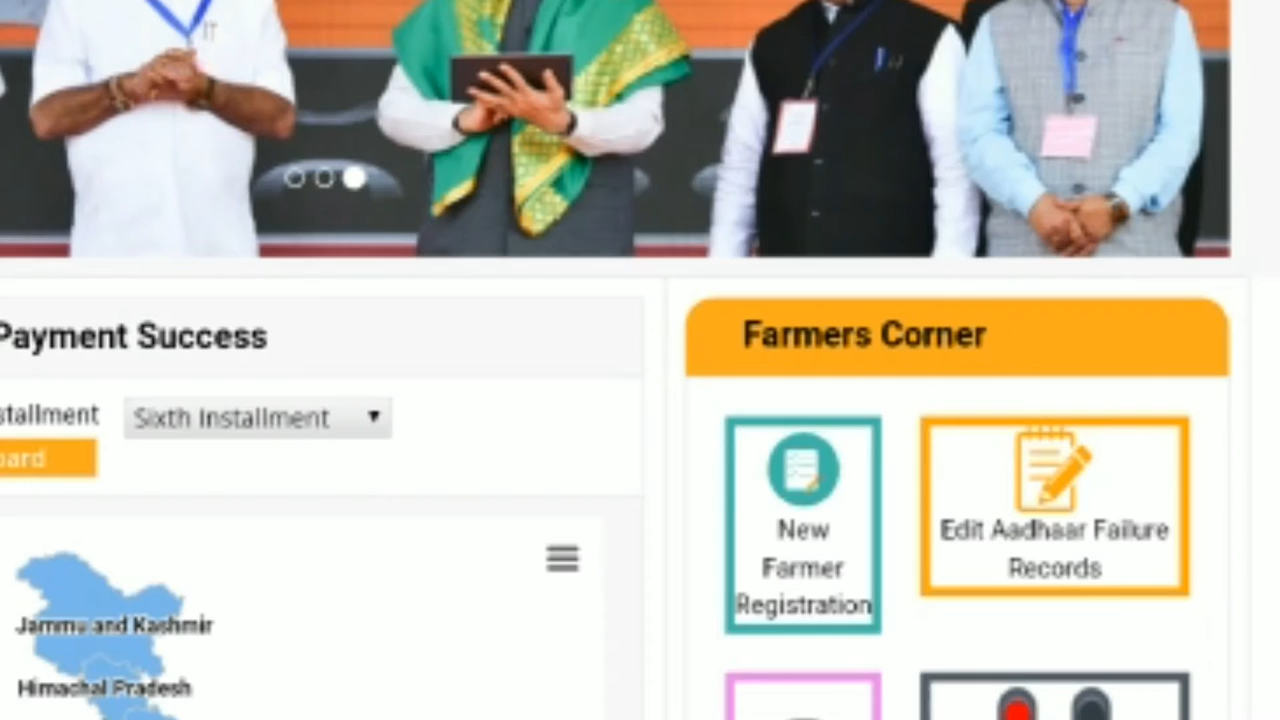 Payment Success
Farmers Corner
stallment
Sixth Installment
oard
New
Farmer
Registration
Edit Aadhaar Failure
Records
Jammu and Kashmir
Himachal Pradesh